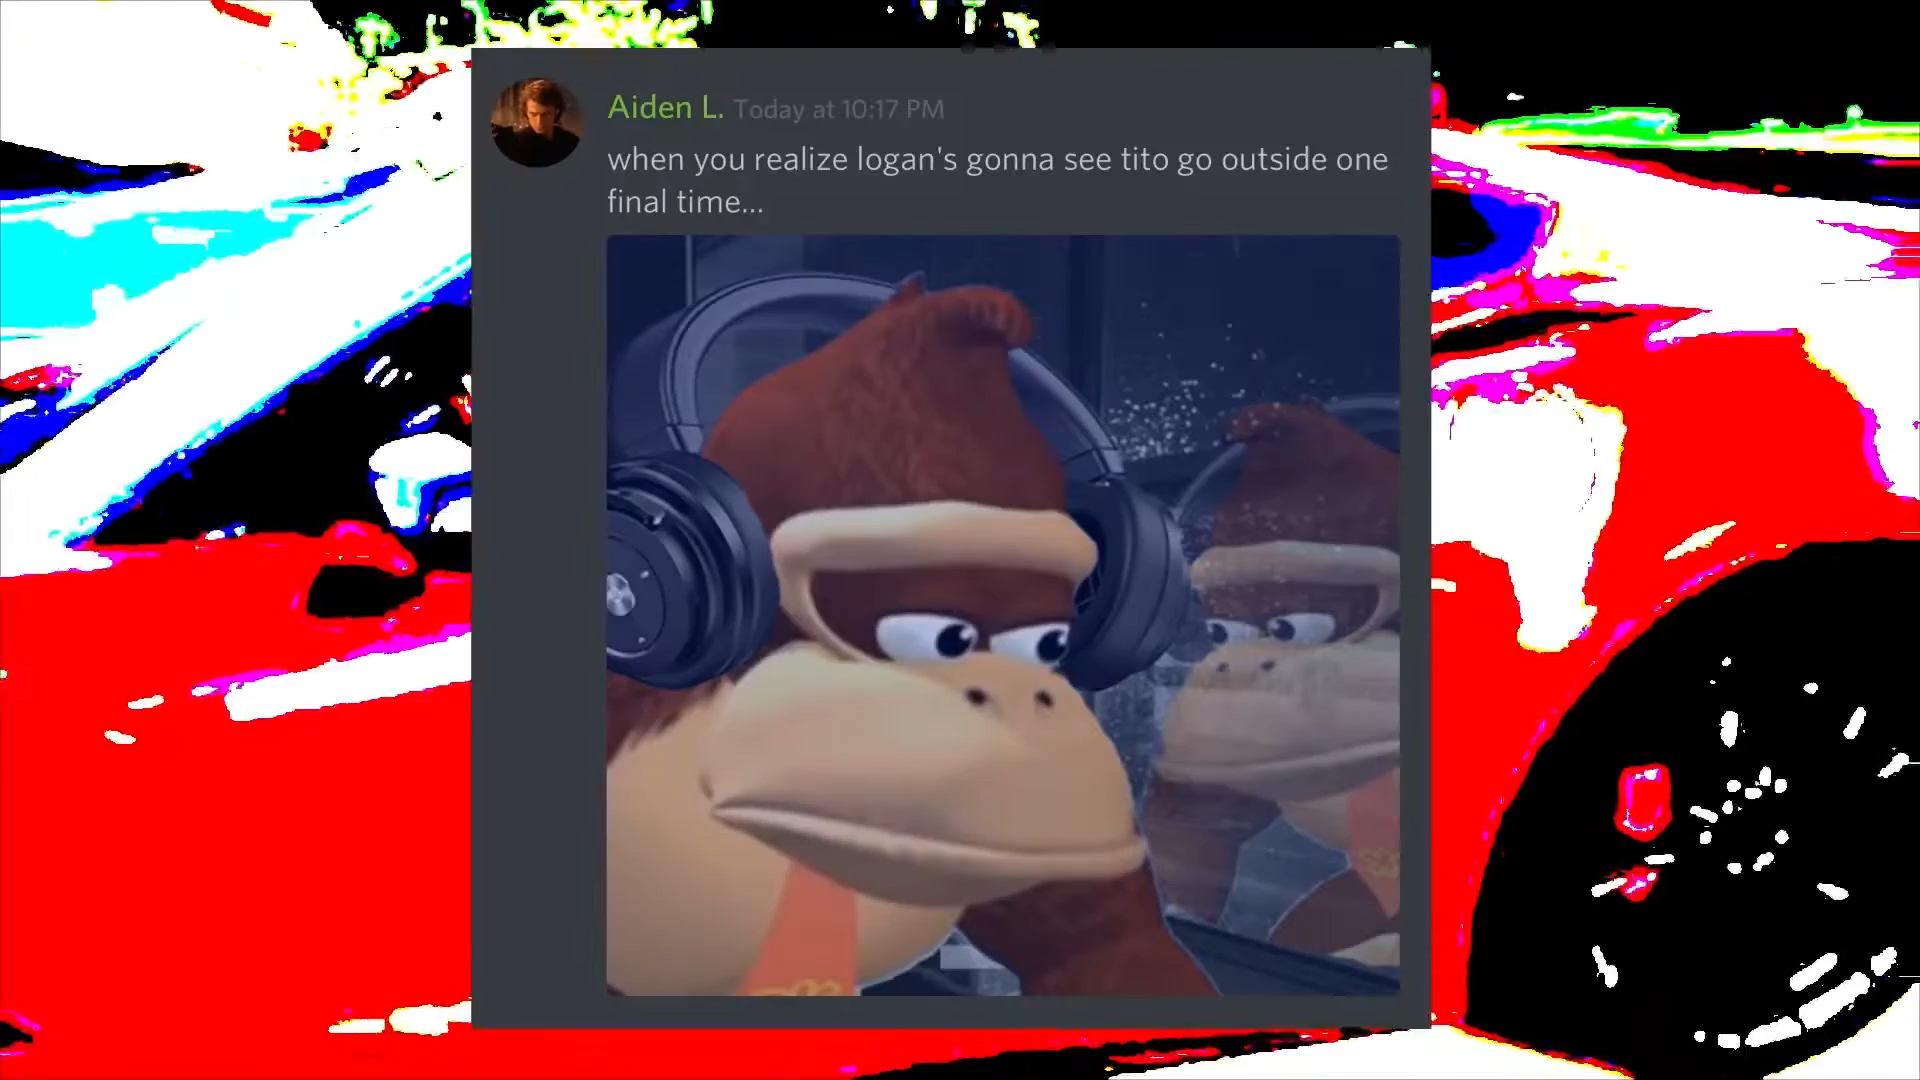 Aiden L. Today at 10:17 PM
when you realize logan's gonna see tito go outside one
final time...